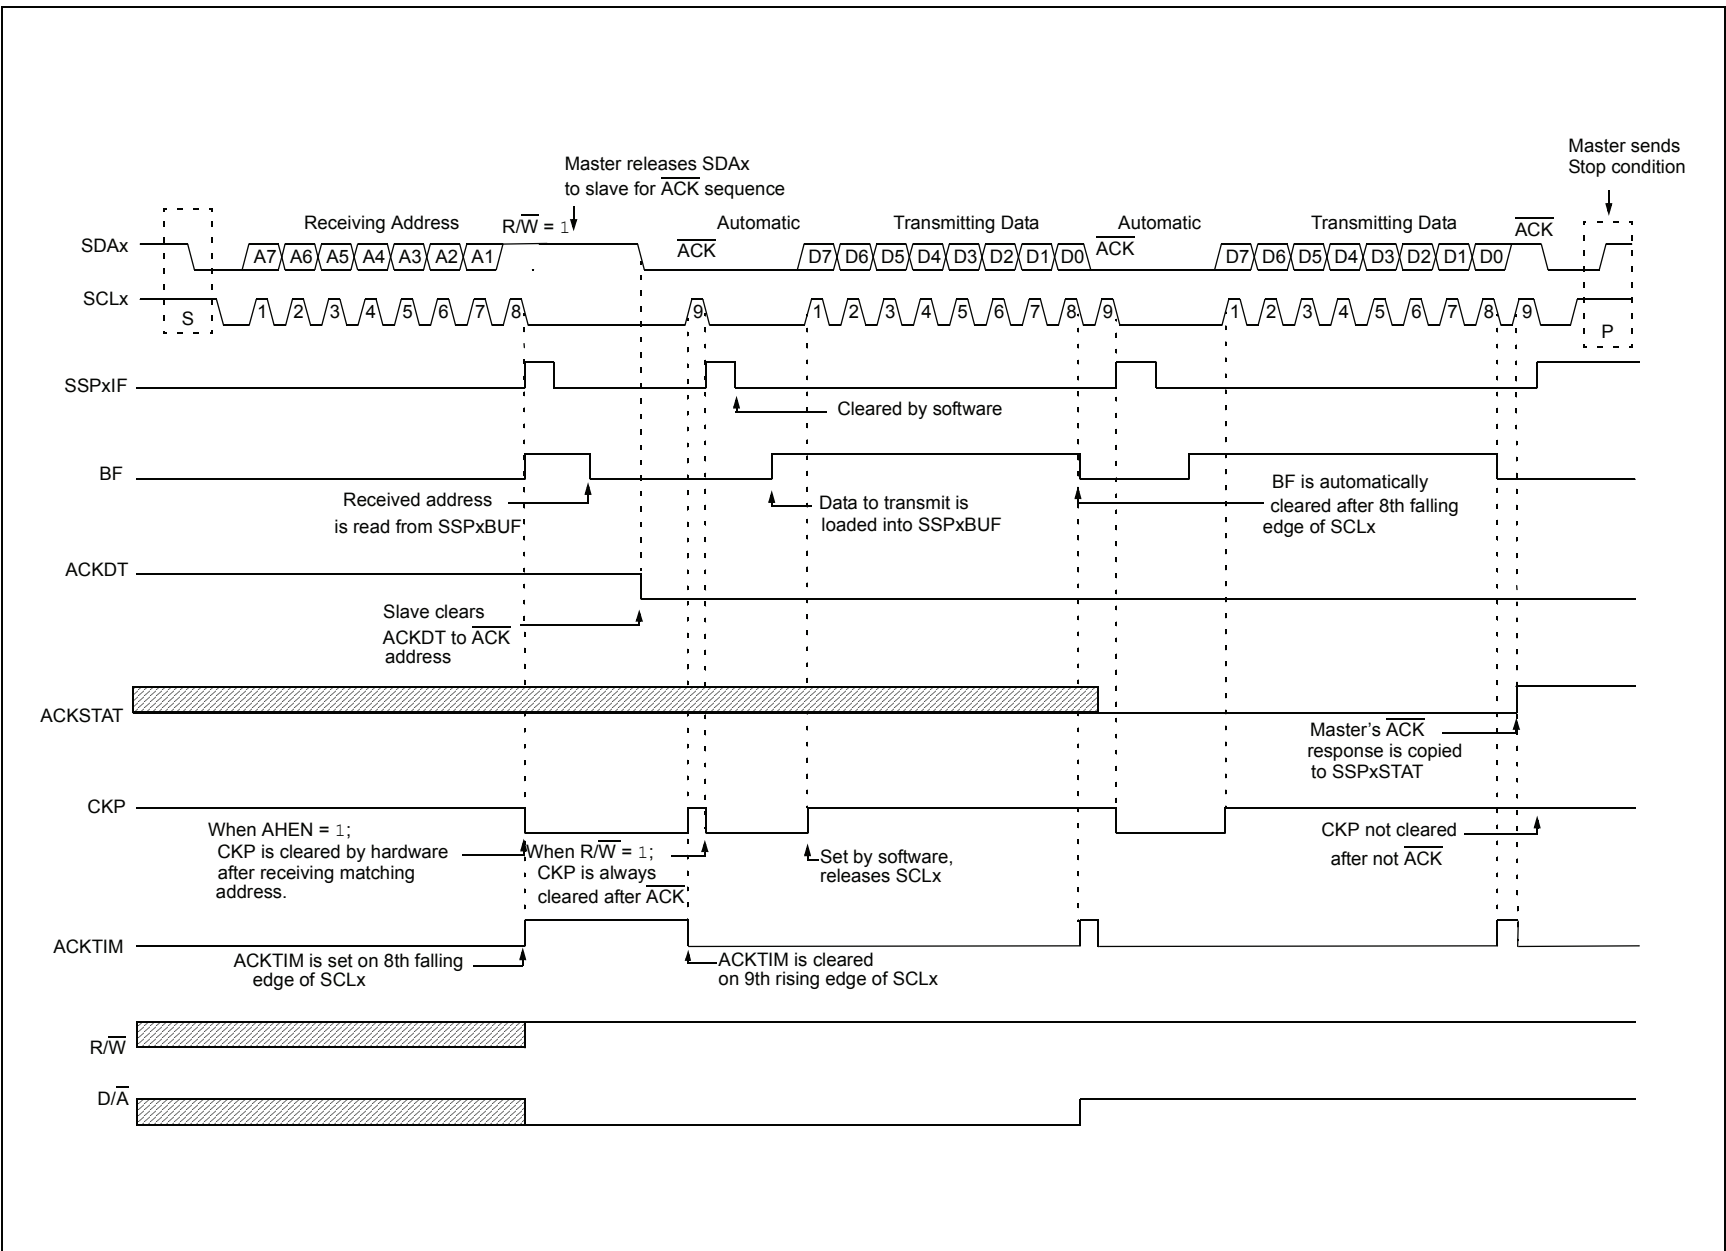 Master sends
Stop condition
Master releases SDAx
to slave for A̅C̅K̅ sequence
Receiving Address
R/W̅ = 1
Automatic
Transmitting Data
Automatic
Transmitting Data
A̅C̅K̅
SDAx
A7 A6 A5 A4 A3 A2 A1
A̅C̅K̅
D7 D6 D5 D4 D3 D2 D1 D0
A̅C̅K̅
D7 D6 D5 D4 D3 D2 D1 D0
SCLx
S
1 2 3 4 5 6 7 8 9
1 2 3 4 5 6 7 8 9
1 2 3 4 5 6 7 8 9
P
SSPxIF
Cleared by software
BF
Received address
is read from SSPxBUF
Data to transmit is
loaded into SSPxBUF
BF is automatically
cleared after 8th falling
edge of SCLx
ACKDT
Slave clears
ACKDT to A̅C̅K̅
address
ACKSTAT
Master's A̅C̅K̅
response is copied
to SSPxSTAT
CKP
When AHEN = 1;
CKP is cleared by hardware
after receiving matching
address.
When R/W̅ = 1;
CKP is always
cleared after A̅C̅K̅
Set by software,
releases SCLx
CKP not cleared
after not A̅C̅K̅
ACKTIM
ACKTIM is set on 8th falling
edge of SCLx
ACKTIM is cleared
on 9th rising edge of SCLx
R/W̅
D/A̅